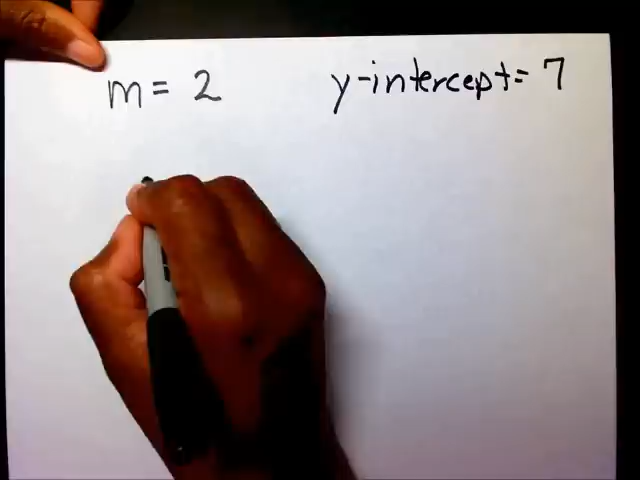 m = 2 y-intercept = 7